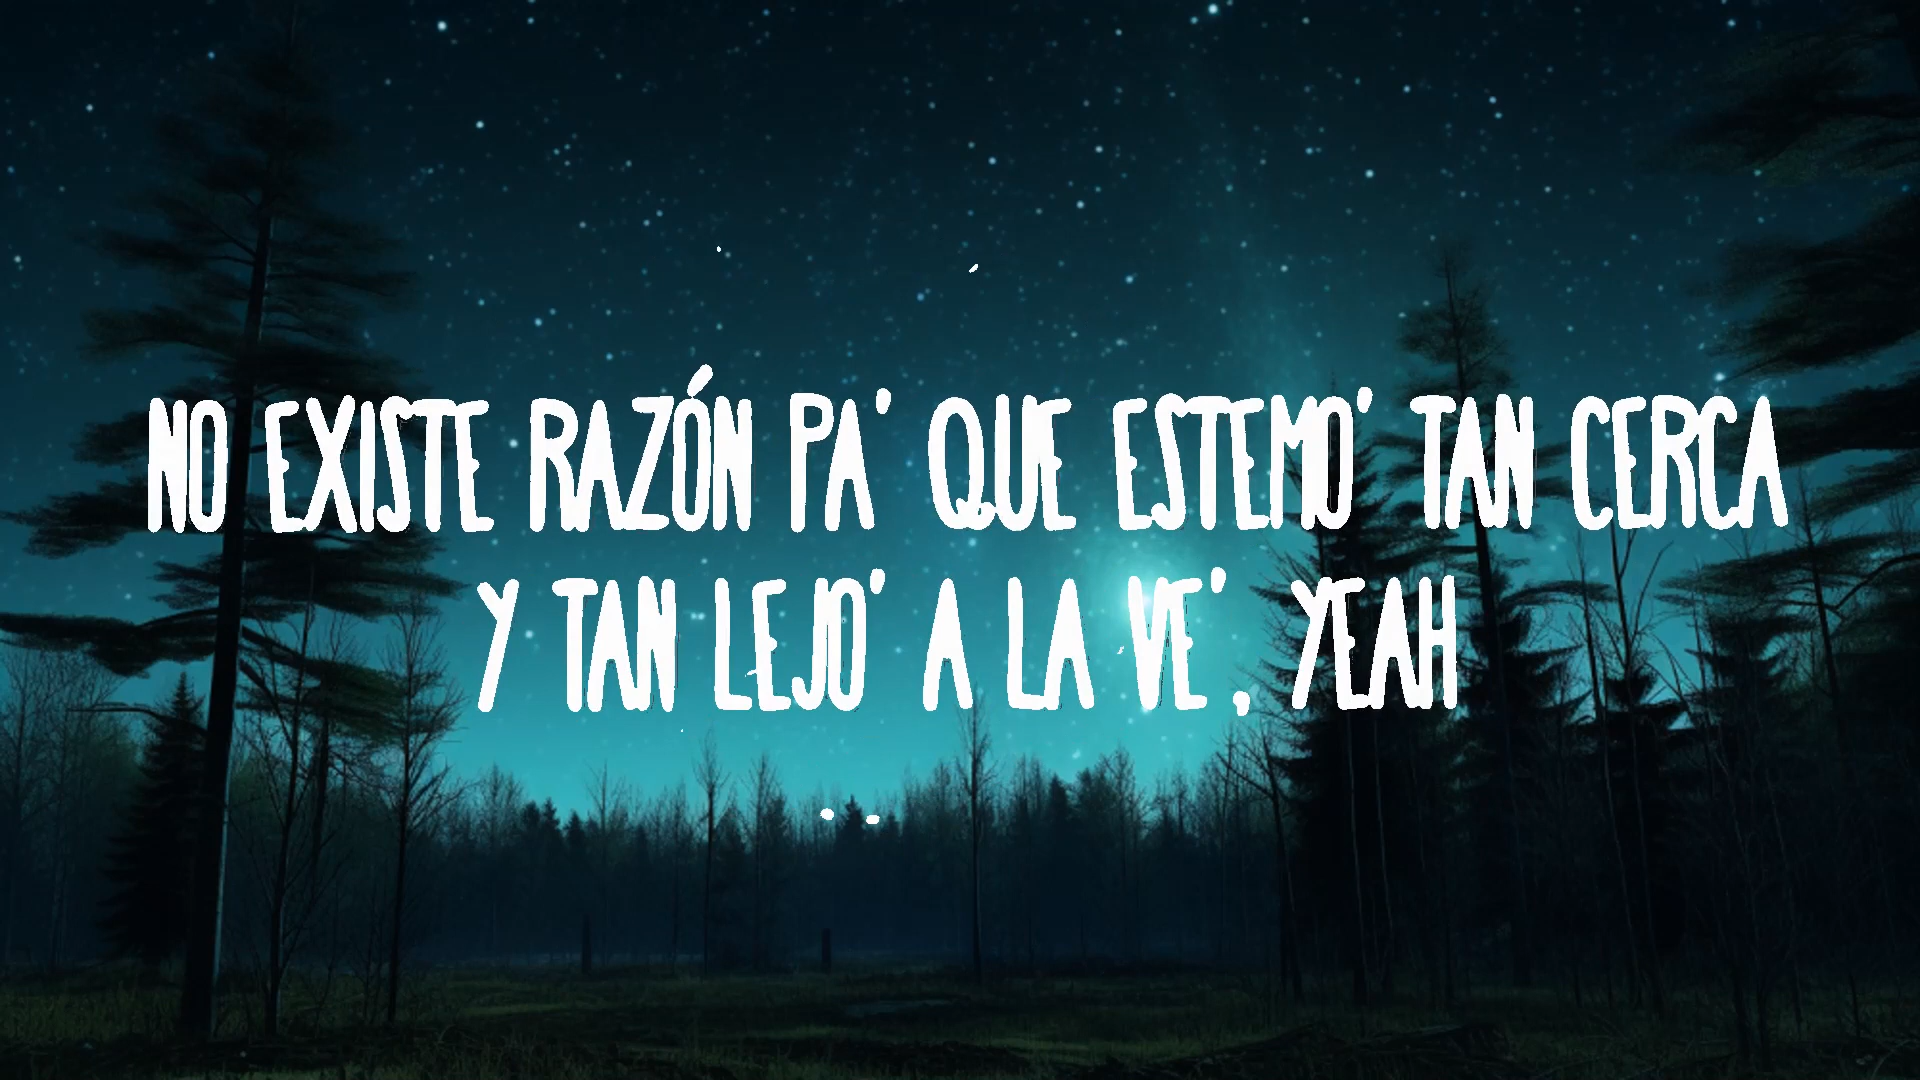 NO EXISTE RAZÓN PA' QUE ESTEMO' TAN CERCA
Y TAN LEJO' A LA VE', YEAH